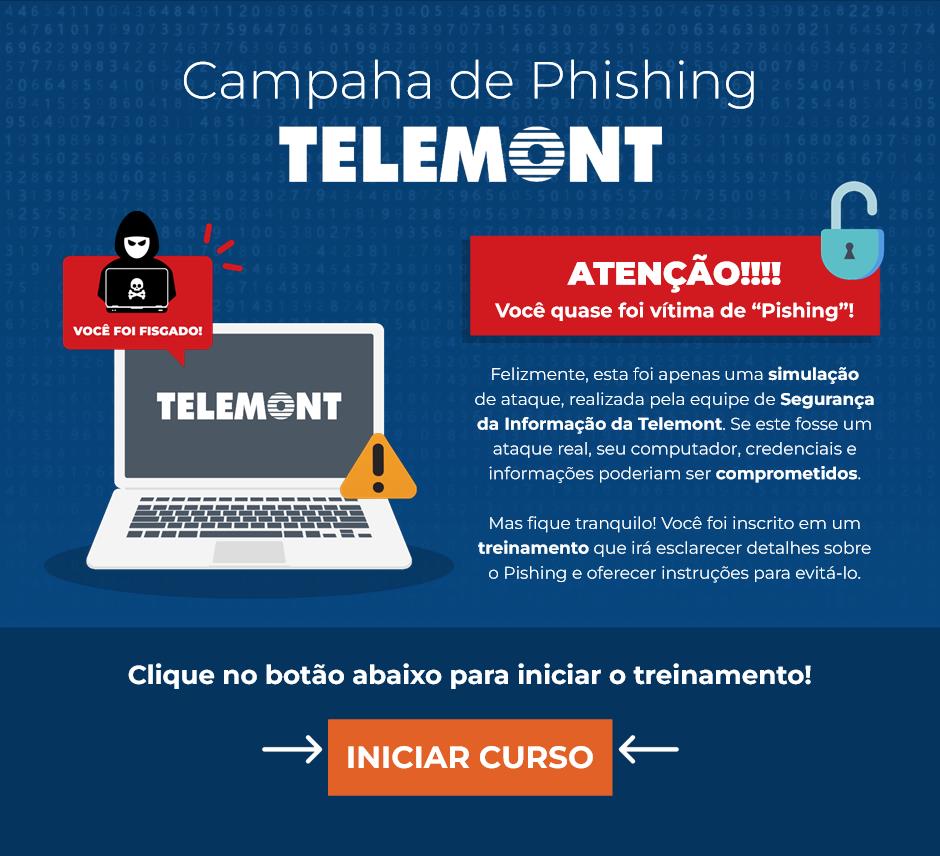 Campaha de Phishing
TELEMONT
VOCÊ FOI FISGADO!
TELEMONT
ATENÇÃO!!!!
Você quase foi vítima de “Pishing”!
Felizmente, esta foi apenas uma simulação
de ataque, realizada pela equipe de Segurança
da Informação da Telemont. Se este fosse um
ataque real, seu computador, credenciais e
informações poderiam ser comprometidos.
Mas fique tranquilo! Você foi inscrito em um
treinamento que irá esclarecer detalhes sobre
o Pishing e oferecer instruções para evitá-lo.
Clique no botão abaixo para iniciar o treinamento!
INICIAR CURSO